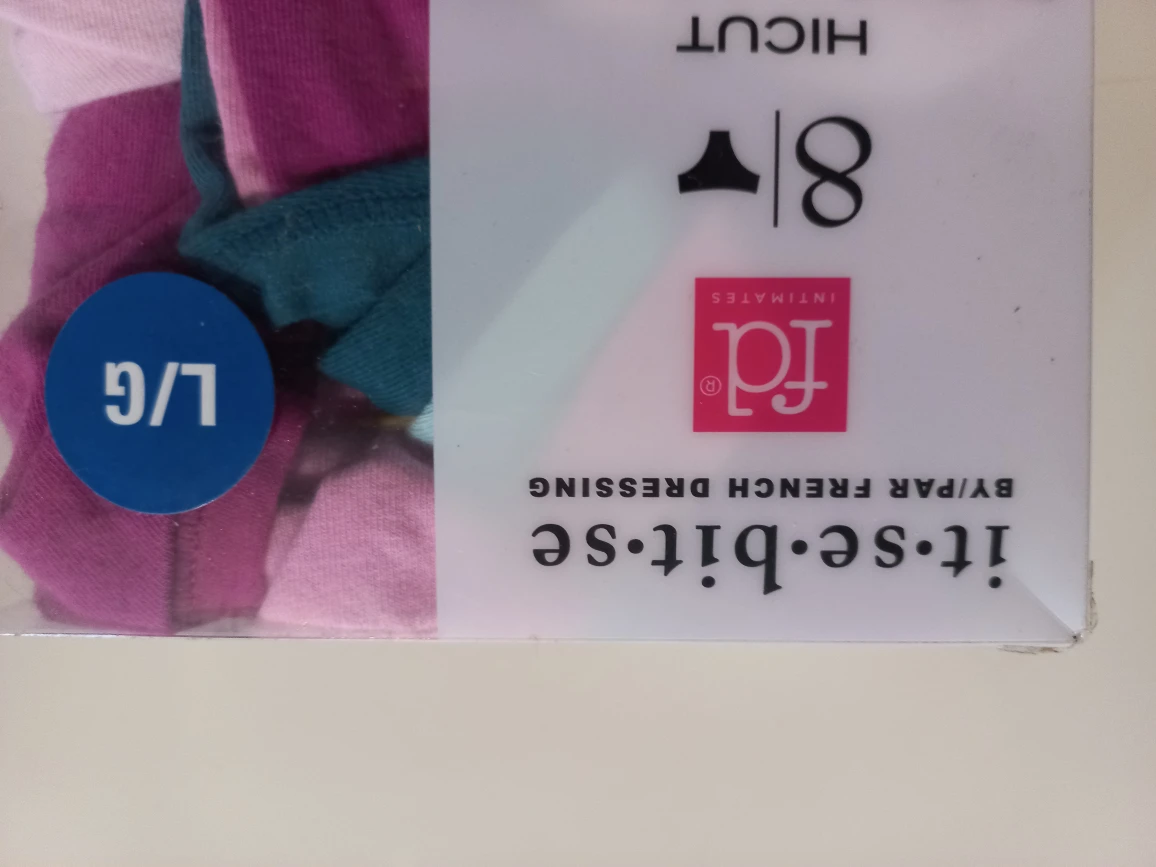 it•se•bit•se
BY/PAR FRENCH DRESSING
fd®
INTIMATES
8
HICUT
L/G